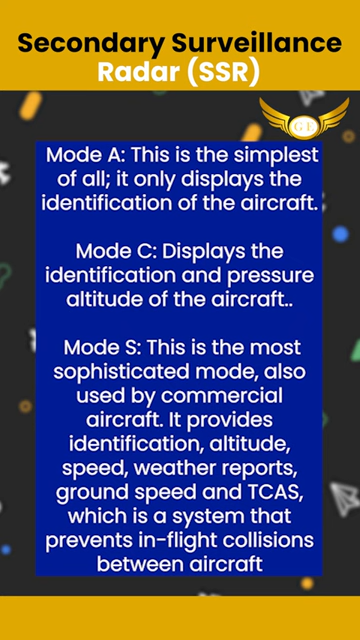 Secondary Surveillance
Radar (SSR)
Mode A: This is the simplest
of all; it only displays the
identification of the aircraft.
Mode C: Displays the
identification and pressure
altitude of the aircraft..
Mode S: This is the most
sophisticated mode, also
used by commercial
aircraft. It provides
identification, altitude,
speed, weather reports,
ground speed and TCAS,
which is a system that
prevents in-flight collisions
between aircraft